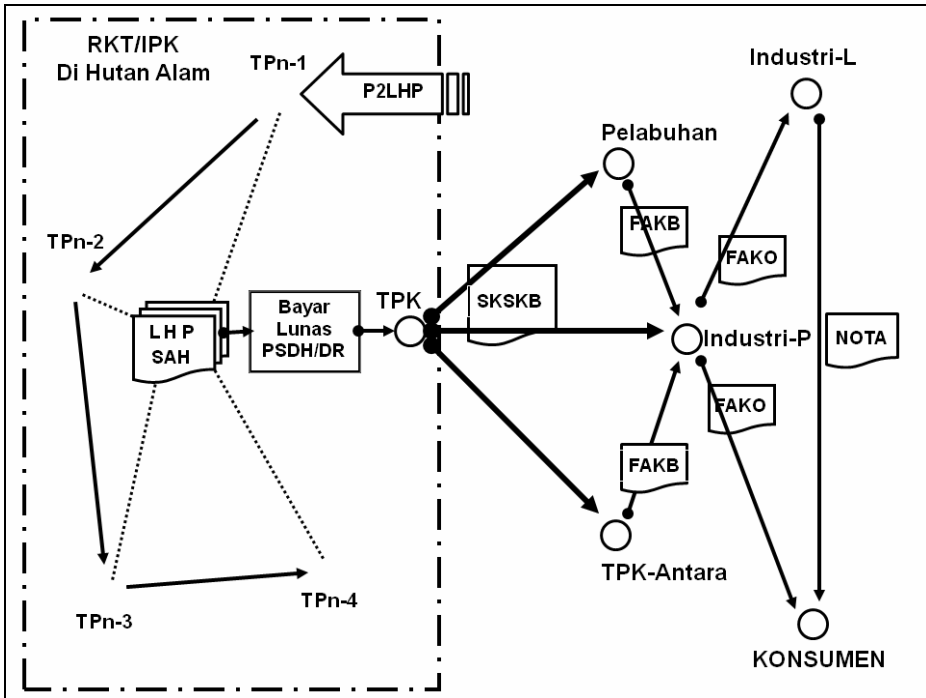 RKT/IPK
Di Hutan Alam
TPn-1
P2LHP
TPn-2
L H P
SAH
Bayar
Lunas
PSDH/DR
TPK
TPn-3
TPn-4
SKSKB
Pelabuhan
FAKB
Industri-L
FAKO
Industri-P
NOTA
FAKO
FAKB
TPK-Antara
KONSUMEN